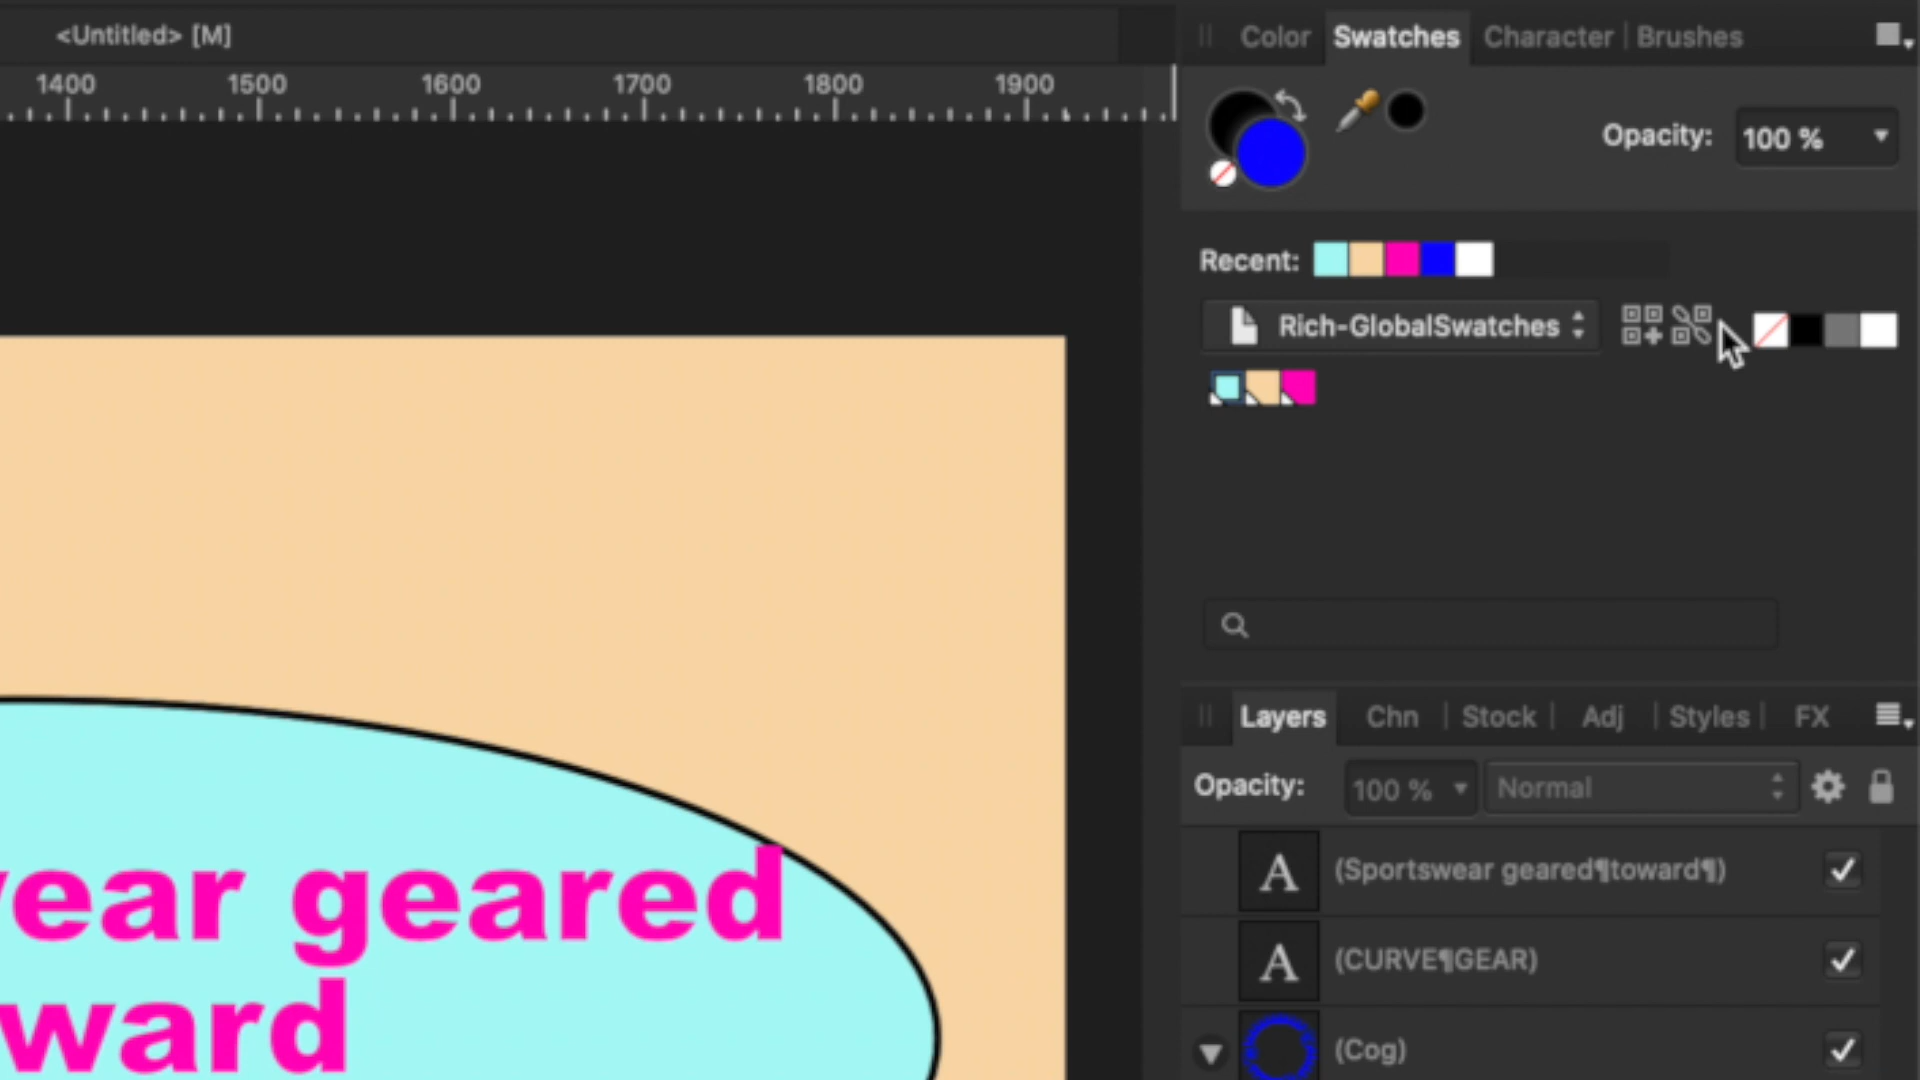 <Untitled> [M]
1400 1500 1600 1700 1800 1900
Color Swatches Character Brushes
Opacity: 100 %
Recent:
Rich-GlobalSwatches
ear geared
ward
Layers Chn Stock Adj Styles FX
Opacity: 100 % Normal
A (Sportswear geared¶toward¶)
A (CURVE¶GEAR)
(Cog)